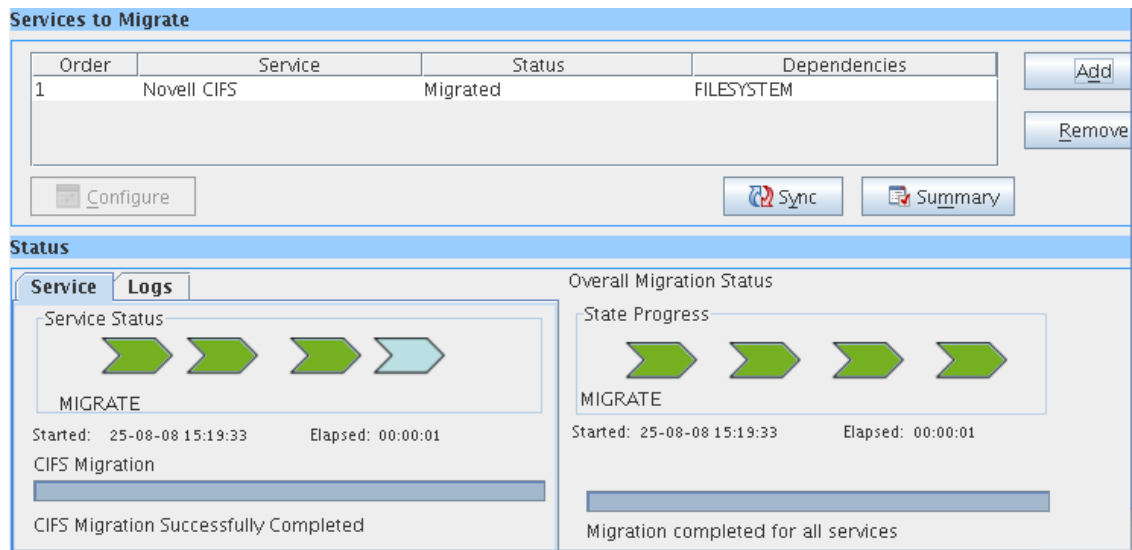 Services to Migrate
Order Service Status Dependencies
1 Novell CIFS Migrated FILESYSTEM
Add
Remove
Configure Sync Summary
Status
Service Logs
Service Status
MIGRATE
Started: 25-08-08 15:19:33 Elapsed: 00:00:01
CIFS Migration
CIFS Migration Successfully Completed
Overall Migration Status
State Progress
MIGRATE
Started: 25-08-08 15:19:33 Elapsed: 00:00:01
Migration completed for all services